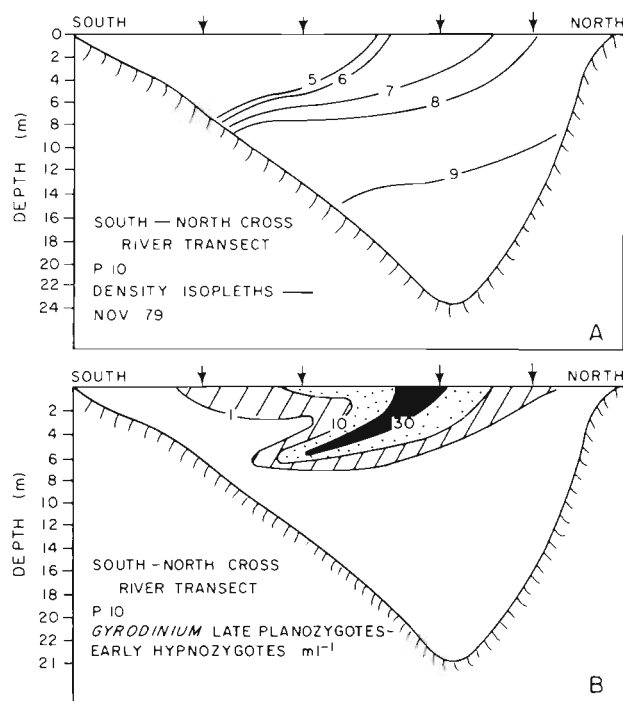 SOUTH NORTH
0
2
4
6
8
10
12
14
16
18
20
22
24
DEPTH (m)
5 6 7 8 9
SOUTH — NORTH CROSS
RIVER TRANSECT
P 10
DENSITY ISOPLETHS —
NOV 79
A
SOUTH NORTH
2
4
6
8
10
12
14
16
18
20
22
21
DEPTH (m)
1 10 30
SOUTH-NORTH CROSS
RIVER TRANSECT
P 10
GYRODINIUM LATE PLANOZYGOTES-
EARLY HYPNOZYGOTES ml⁻¹
B